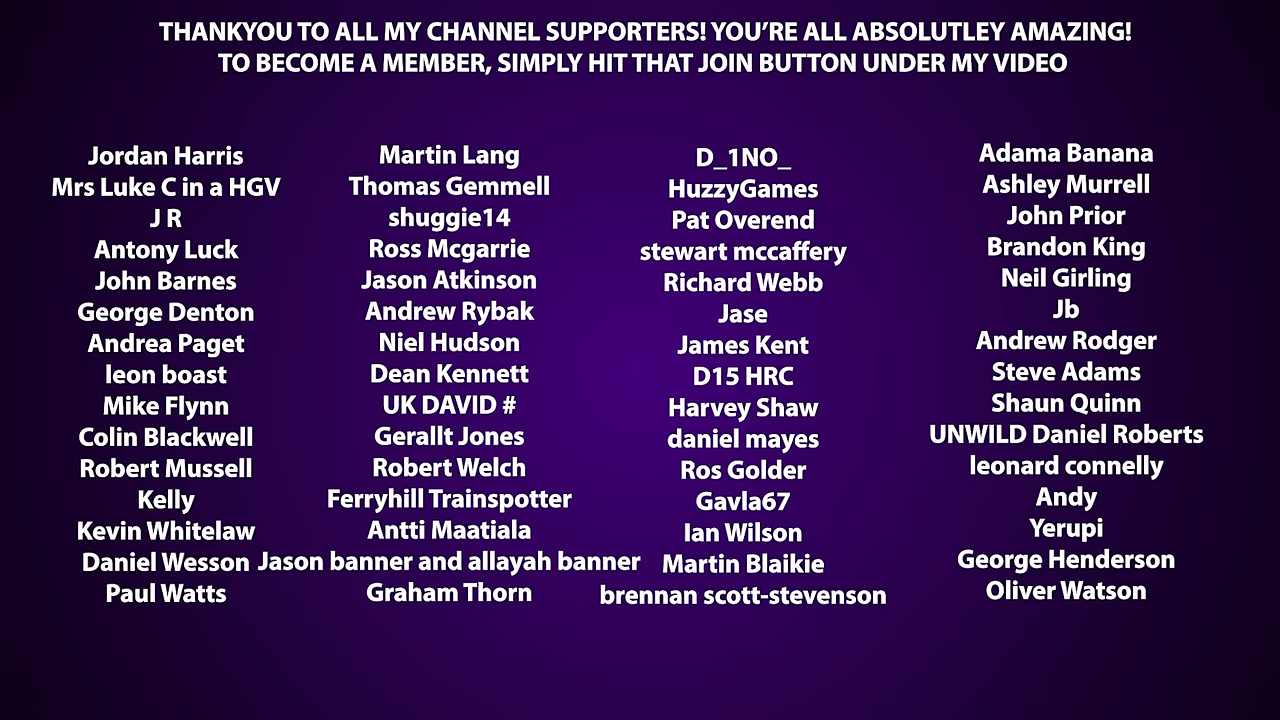 THANKYOU TO ALL MY CHANNEL SUPPORTERS! YOU’RE ALL ABSOLUTLEY AMAZING!
TO BECOME A MEMBER, SIMPLY HIT THAT JOIN BUTTON UNDER MY VIDEO
Jordan Harris
Mrs Luke C in a HGV
J R
Antony Luck
John Barnes
George Denton
Andrea Paget
leon boast
Mike Flynn
Colin Blackwell
Robert Mussell
Kelly
Kevin Whitelaw
Daniel Wesson
Paul Watts
Martin Lang
Thomas Gemmell
shuggie14
Ross Mcgarrie
Jason Atkinson
Andrew Rybak
Niel Hudson
Dean Kennett
UK DAVID #
Gerallt Jones
Robert Welch
Ferryhill Trainspotter
Antti Maatiala
Jason banner and allayah banner
Graham Thorn
D_1NO_
HuzzyGames
Pat Overend
stewart mccaffery
Richard Webb
Jase
James Kent
D15 HRC
Harvey Shaw
daniel mayes
Ros Golder
Gavla67
Ian Wilson
Martin Blaikie
brennan scott-stevenson
Adama Banana
Ashley Murrell
John Prior
Brandon King
Neil Girling
Jb
Andrew Rodger
Steve Adams
Shaun Quinn
UNWILD Daniel Roberts
leonard connelly
Andy
Yerupi
George Henderson
Oliver Watson